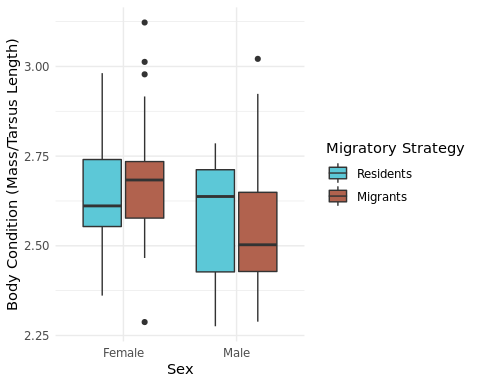 Body Condition (Mass/Tarsus Length)
3.00
2.75
2.50
2.25
Female
Male
Sex
Migratory Strategy
Residents
Migrants